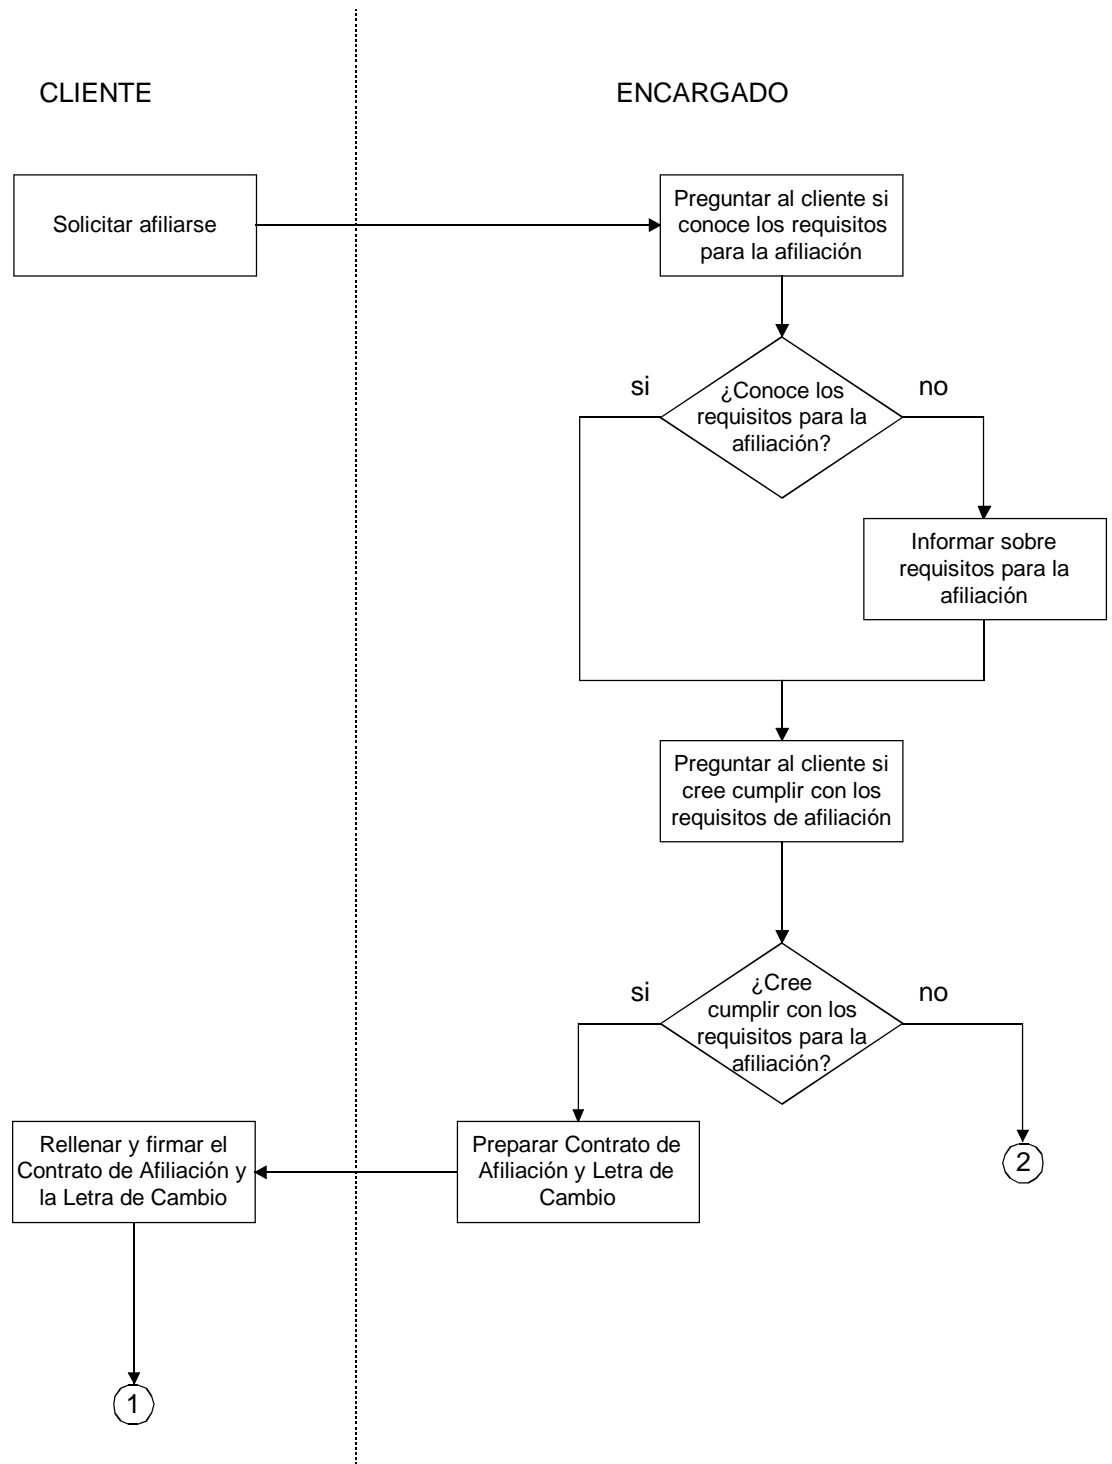 CLIENTE
ENCARGADO
Solicitar afiliarse
Preguntar al cliente si
conoce los requisitos
para la afiliación
si
¿Conoce los
requisitos para la
afiliación?
no
Informar sobre
requisitos para la
afiliación
Preguntar al cliente si
cree cumplir con los
requisitos de afiliación
si
¿Cree
cumplir con los
requisitos para la
afiliación?
no
Rellenar y firmar el
Contrato de Afiliación y
la Letra de Cambio
Preparar Contrato de
Afiliación y Letra de
Cambio
2
1